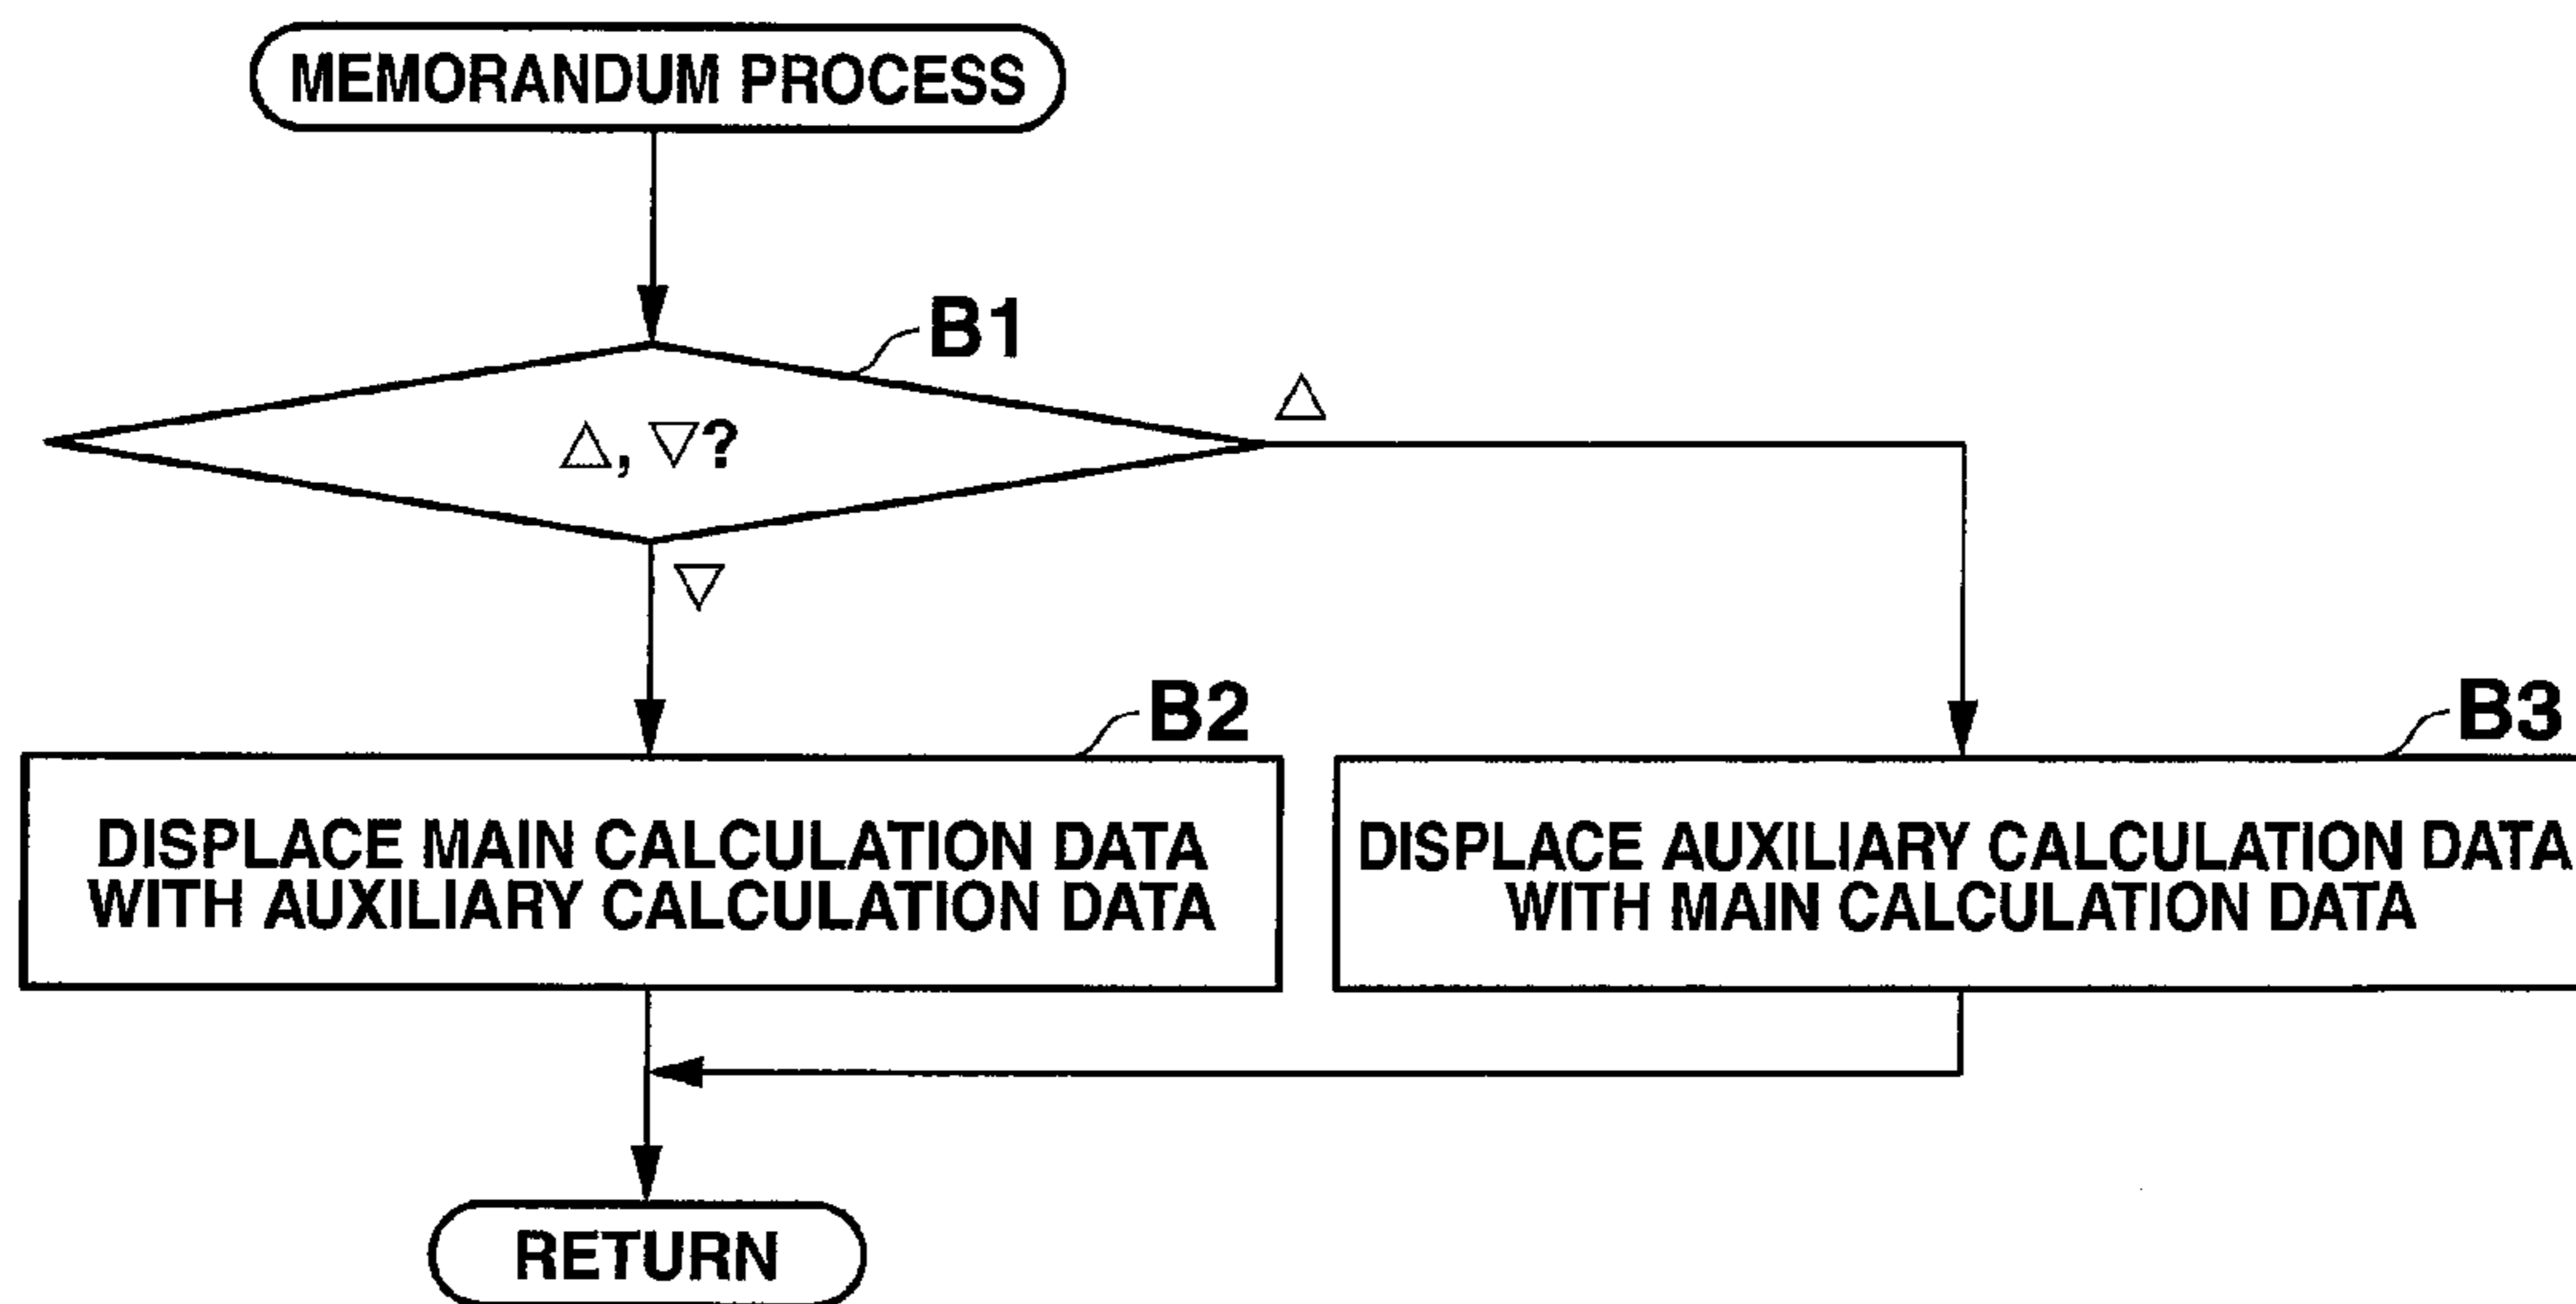 MEMORANDUM PROCESS
B1
△
△, ▽?
▽
B2
B3
DISPLACE MAIN CALCULATION DATA
WITH AUXILIARY CALCULATION DATA
DISPLACE AUXILIARY CALCULATION DATA
WITH MAIN CALCULATION DATA
RETURN